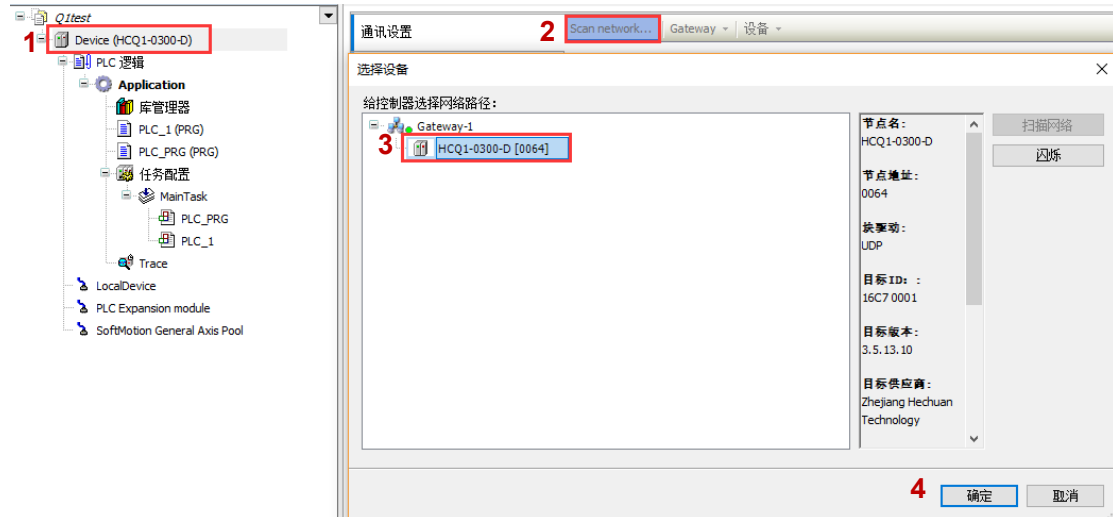 Q1test
1
Device (HCQ1-0300-D)
PLC 逻辑
Application
库管理器
PLC_1 (PRG)
PLC_PRG (PRG)
任务配置
MainTask
PLC_PRG
PLC_1
Trace
LocalDevice
PLC Expansion module
SoftMotion General Axis Pool
通讯设置
2
Scan network...
Gateway
设备
选择设备
给控制器选择网络路径：
Gateway-1
3
HCQ1-0300-D [0064]
节点名：
HCQ1-0300-D
节点地址：
0064
块驱动：
UDP
目标ID： :
16C7 0001
目标版本：
3.5.13.10
目标供应商：
Zhejiang Hechuan
Technology
扫描网络
闪烁
4
确定
取消